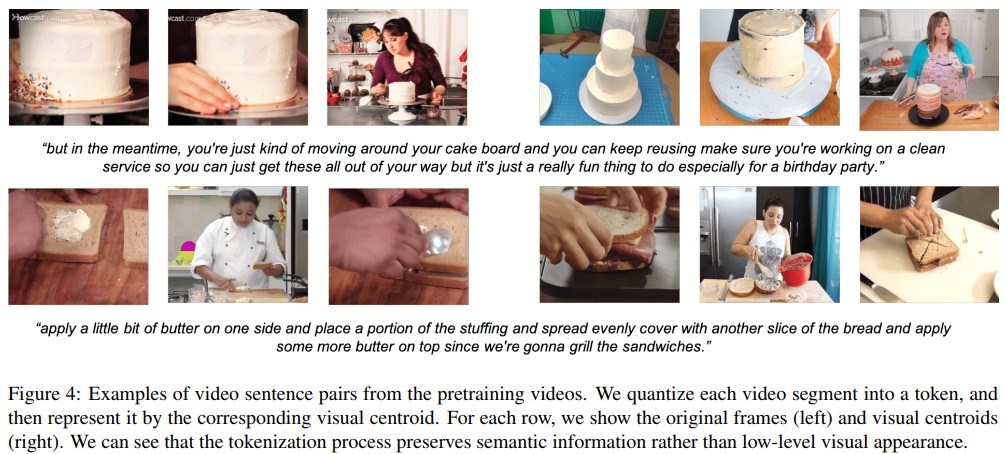 Howcast.com
wcast.com
"but in the meantime, you're just kind of moving around your cake board and you can keep reusing make sure you're working on a clean
service so you can just get these all out of your way but it's just a really fun thing to do especially for a birthday party."
"apply a little bit of butter on one side and place a portion of the stuffing and spread evenly cover with another slice of the bread and apply
some more butter on top since we're gonna grill the sandwiches."
Figure 4: Examples of video sentence pairs from the pretraining videos. We quantize each video segment into a token, and
then represent it by the corresponding visual centroid. For each row, we show the original frames (left) and visual centroids
(right). We can see that the tokenization process preserves semantic information rather than low-level visual appearance.